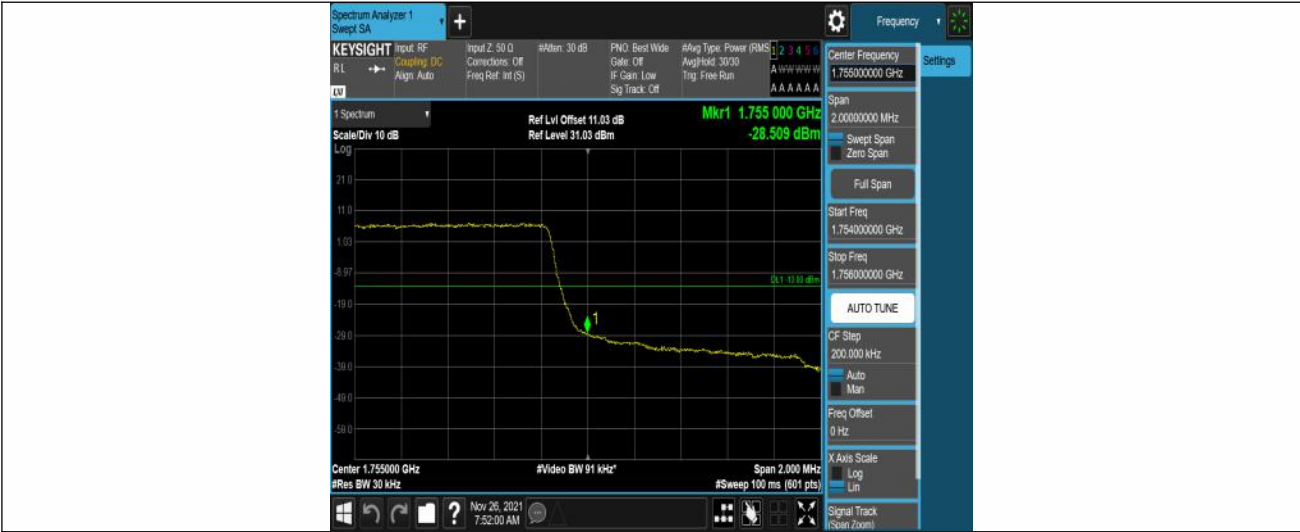 Spectrum Analyzer 1
Swept SA
+
Frequency
KEYSIGHT
RL
Input: RF
Coupling: DC
Align: Auto
Input Z: 50 Ω
Corrections: Off
Freq Ref: Int (S)
#Atten: 30 dB
PNO: Best Wide
Gate: Off
IF Gain: Low
Sig Track: Off
#Avg Type: Power (RMS
Avg|Hold: 30/30
Trig: Free Run
1 2 3 4 5 6
A W W W W W
A A A A A A
Center Frequency
1.755000000 GHz
Settings
1 Spectrum
Scale/Div 10 dB
Log
Ref Lvl Offset 11.03 dB
Ref Level 31.03 dBm
Mkr1 1.755 000 GHz
-28.509 dBm
Span
2.00000000 MHz
Swept Span
Zero Span
Full Span
Start Freq
1.754000000 GHz
Stop Freq
1.756000000 GHz
AUTO TUNE
CF Step
200.000 kHz
Auto
Man
Freq Offset
0 Hz
X Axis Scale
Log
Lin
Signal Track
(Span Zoom)
21.0
11.0
1.03
-8.97
DL1 -13.00 dBm
-19.0
1
-29.0
-39.0
-49.0
-59.0
Center 1.755000 GHz
#Res BW 30 kHz
#Video BW 91 kHz*
Span 2.000 MHz
#Sweep 100 ms (601 pts)
?
Nov 26, 2021
7:52:00 AM